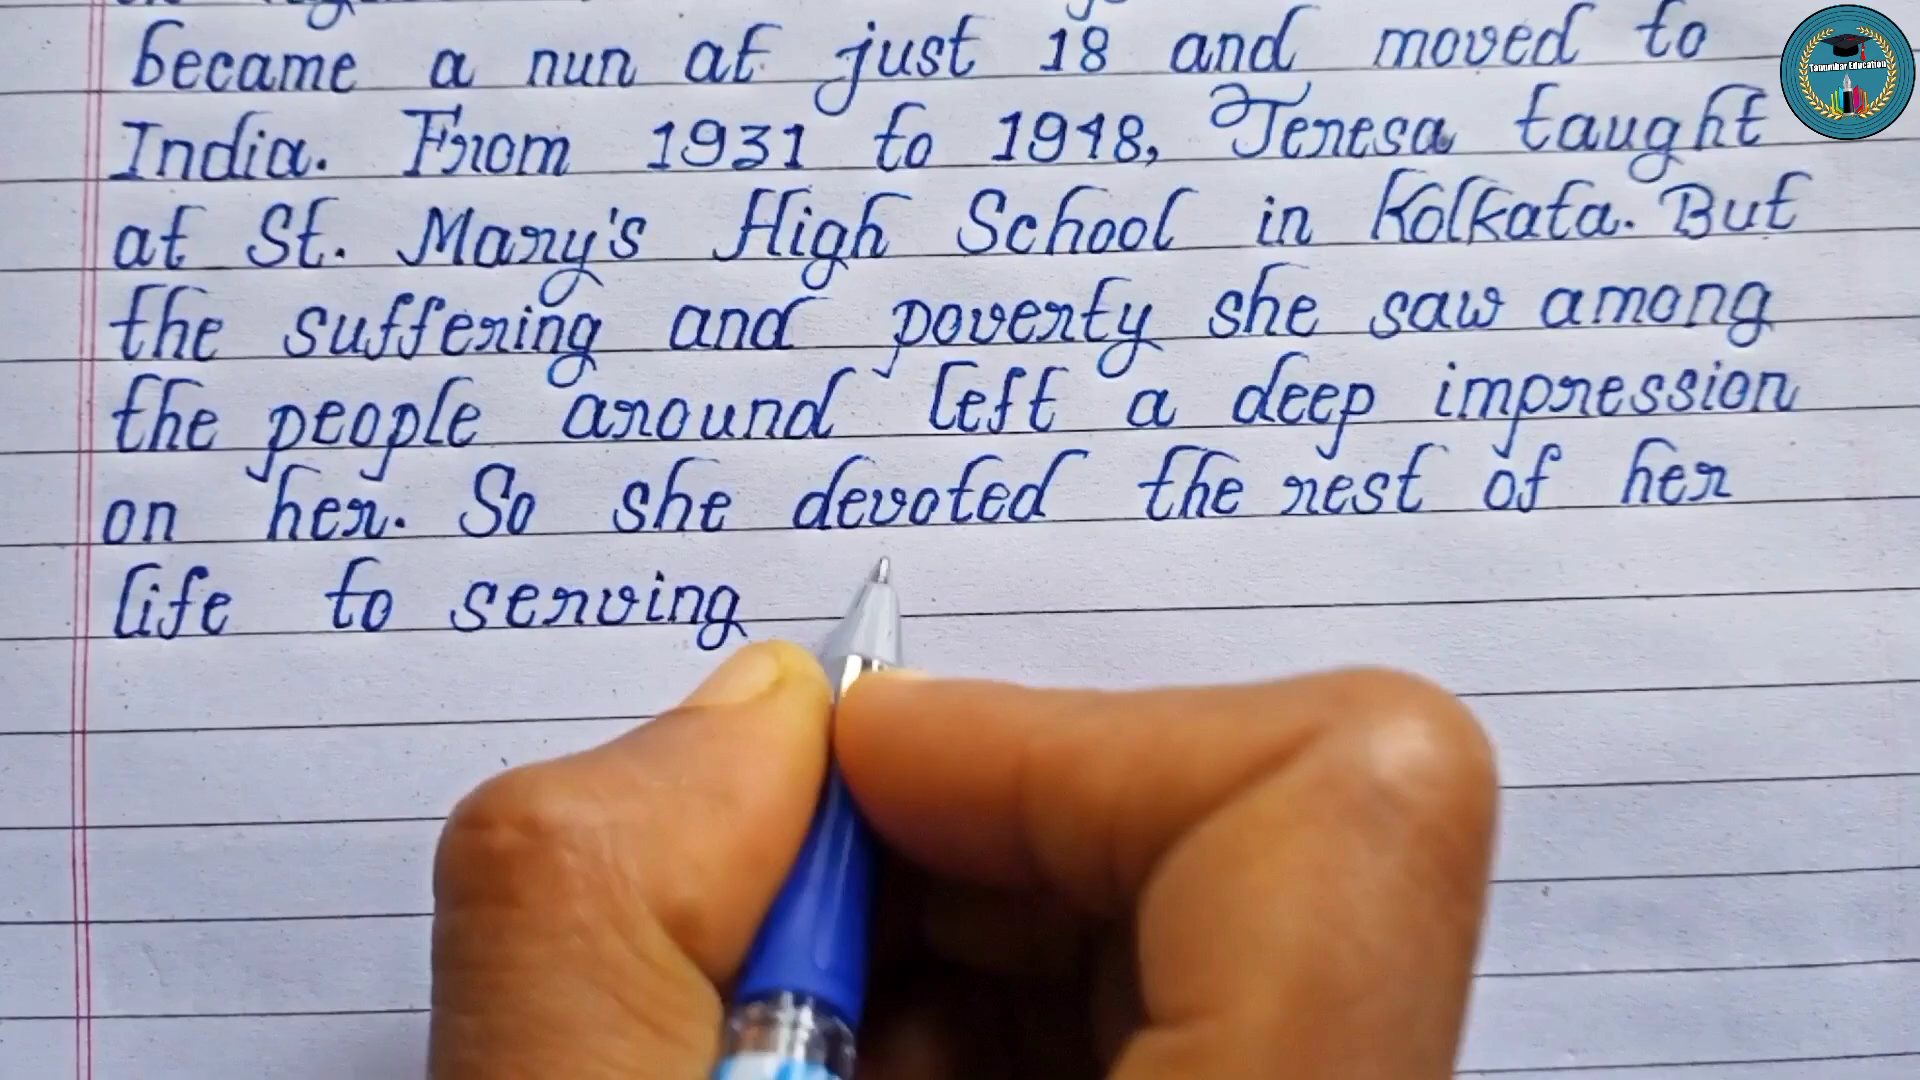 became a nun at just 18 and moved to
India. From 1931 to 1948, Teresa taught
at St. Mary's High School in Kolkata. But
the suffering and poverty she saw among
the people around left a deep impression
on her. So she devoted the rest of her
life to serving
Tanumbar Education